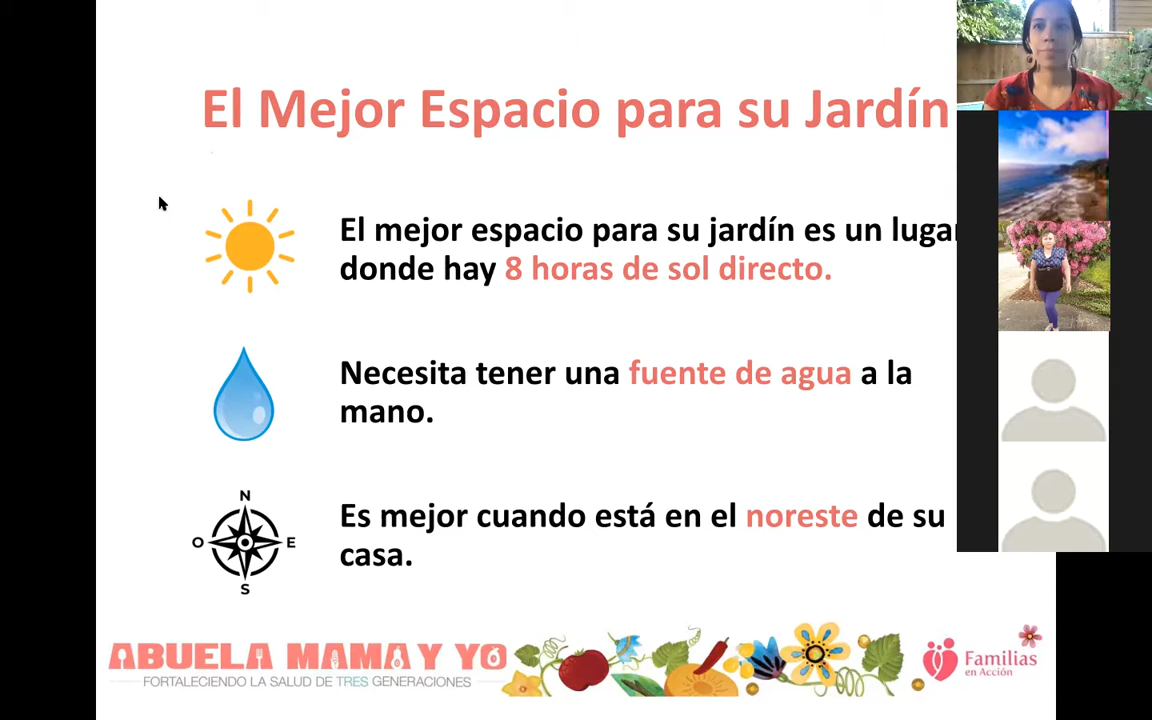 El Mejor Espacio para su Jardín
El mejor espacio para su jardín es un lugar
donde hay 8 horas de sol directo.
Necesita tener una fuente de agua a la
mano.
N
O E
S
Es mejor cuando está en el noreste de su
casa.
ABUELA MAMA Y YO
FORTALECIENDO LA SALUD DE TRES GENERACIONES
Familias
en Acción